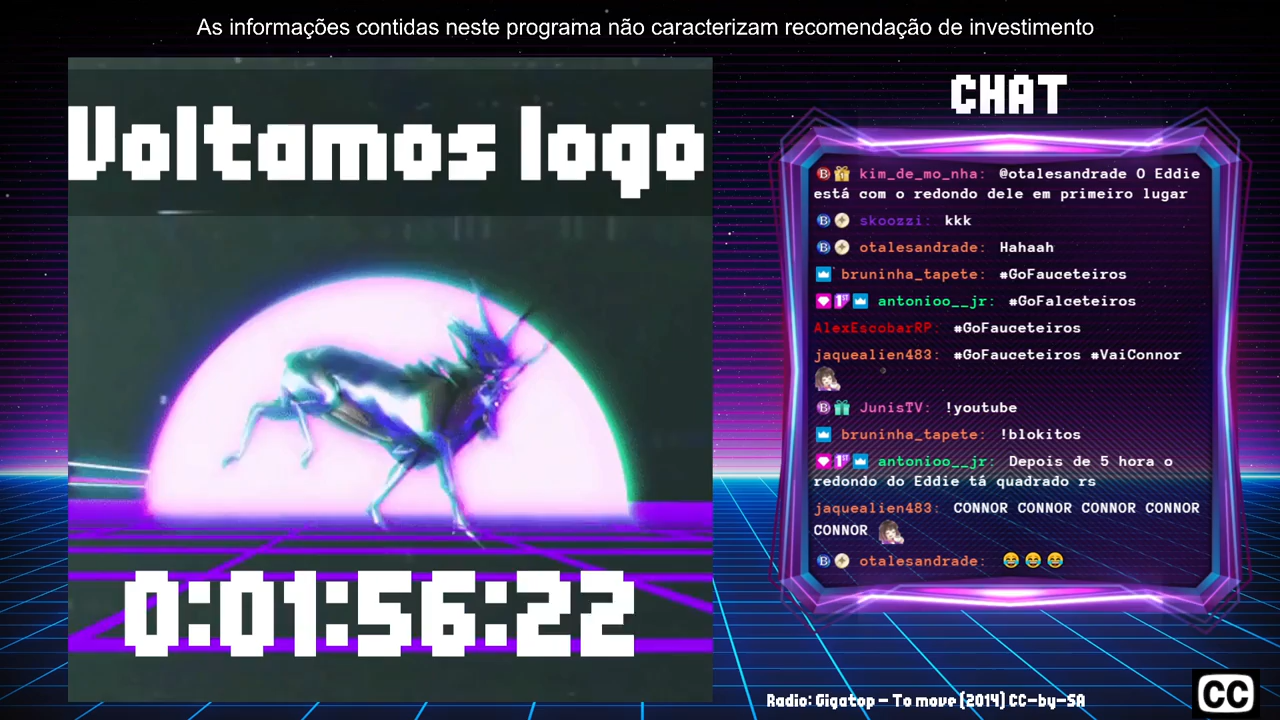 As informações contidas neste programa não caracterizam recomendação de investimento
Voltamos logo
0:01:56:22
CHAT
kim_de_mo_nha: @otalesandrade O Eddie
está com o redondo dele em primeiro lugar
skoozzi: kkk
otalesandrade: Hahaah
bruninha_tapete: #GoFauceteiros
1ST antonioo__jr: #GoFalceteiros
AlexEscobarRP: #GoFauceteiros
jaquealien483: #GoFauceteiros #VaiConnor
JunisTV: !youtube
bruninha_tapete: !blokitos
1ST antonioo__jr: Depois de 5 hora o
redondo do Eddie tá quadrado rs
jaquealien483: CONNOR CONNOR CONNOR CONNOR
CONNOR
otalesandrade: 😂 😂 😂
Radio: Gigatop - To move (2014) CC-by-SA
CC